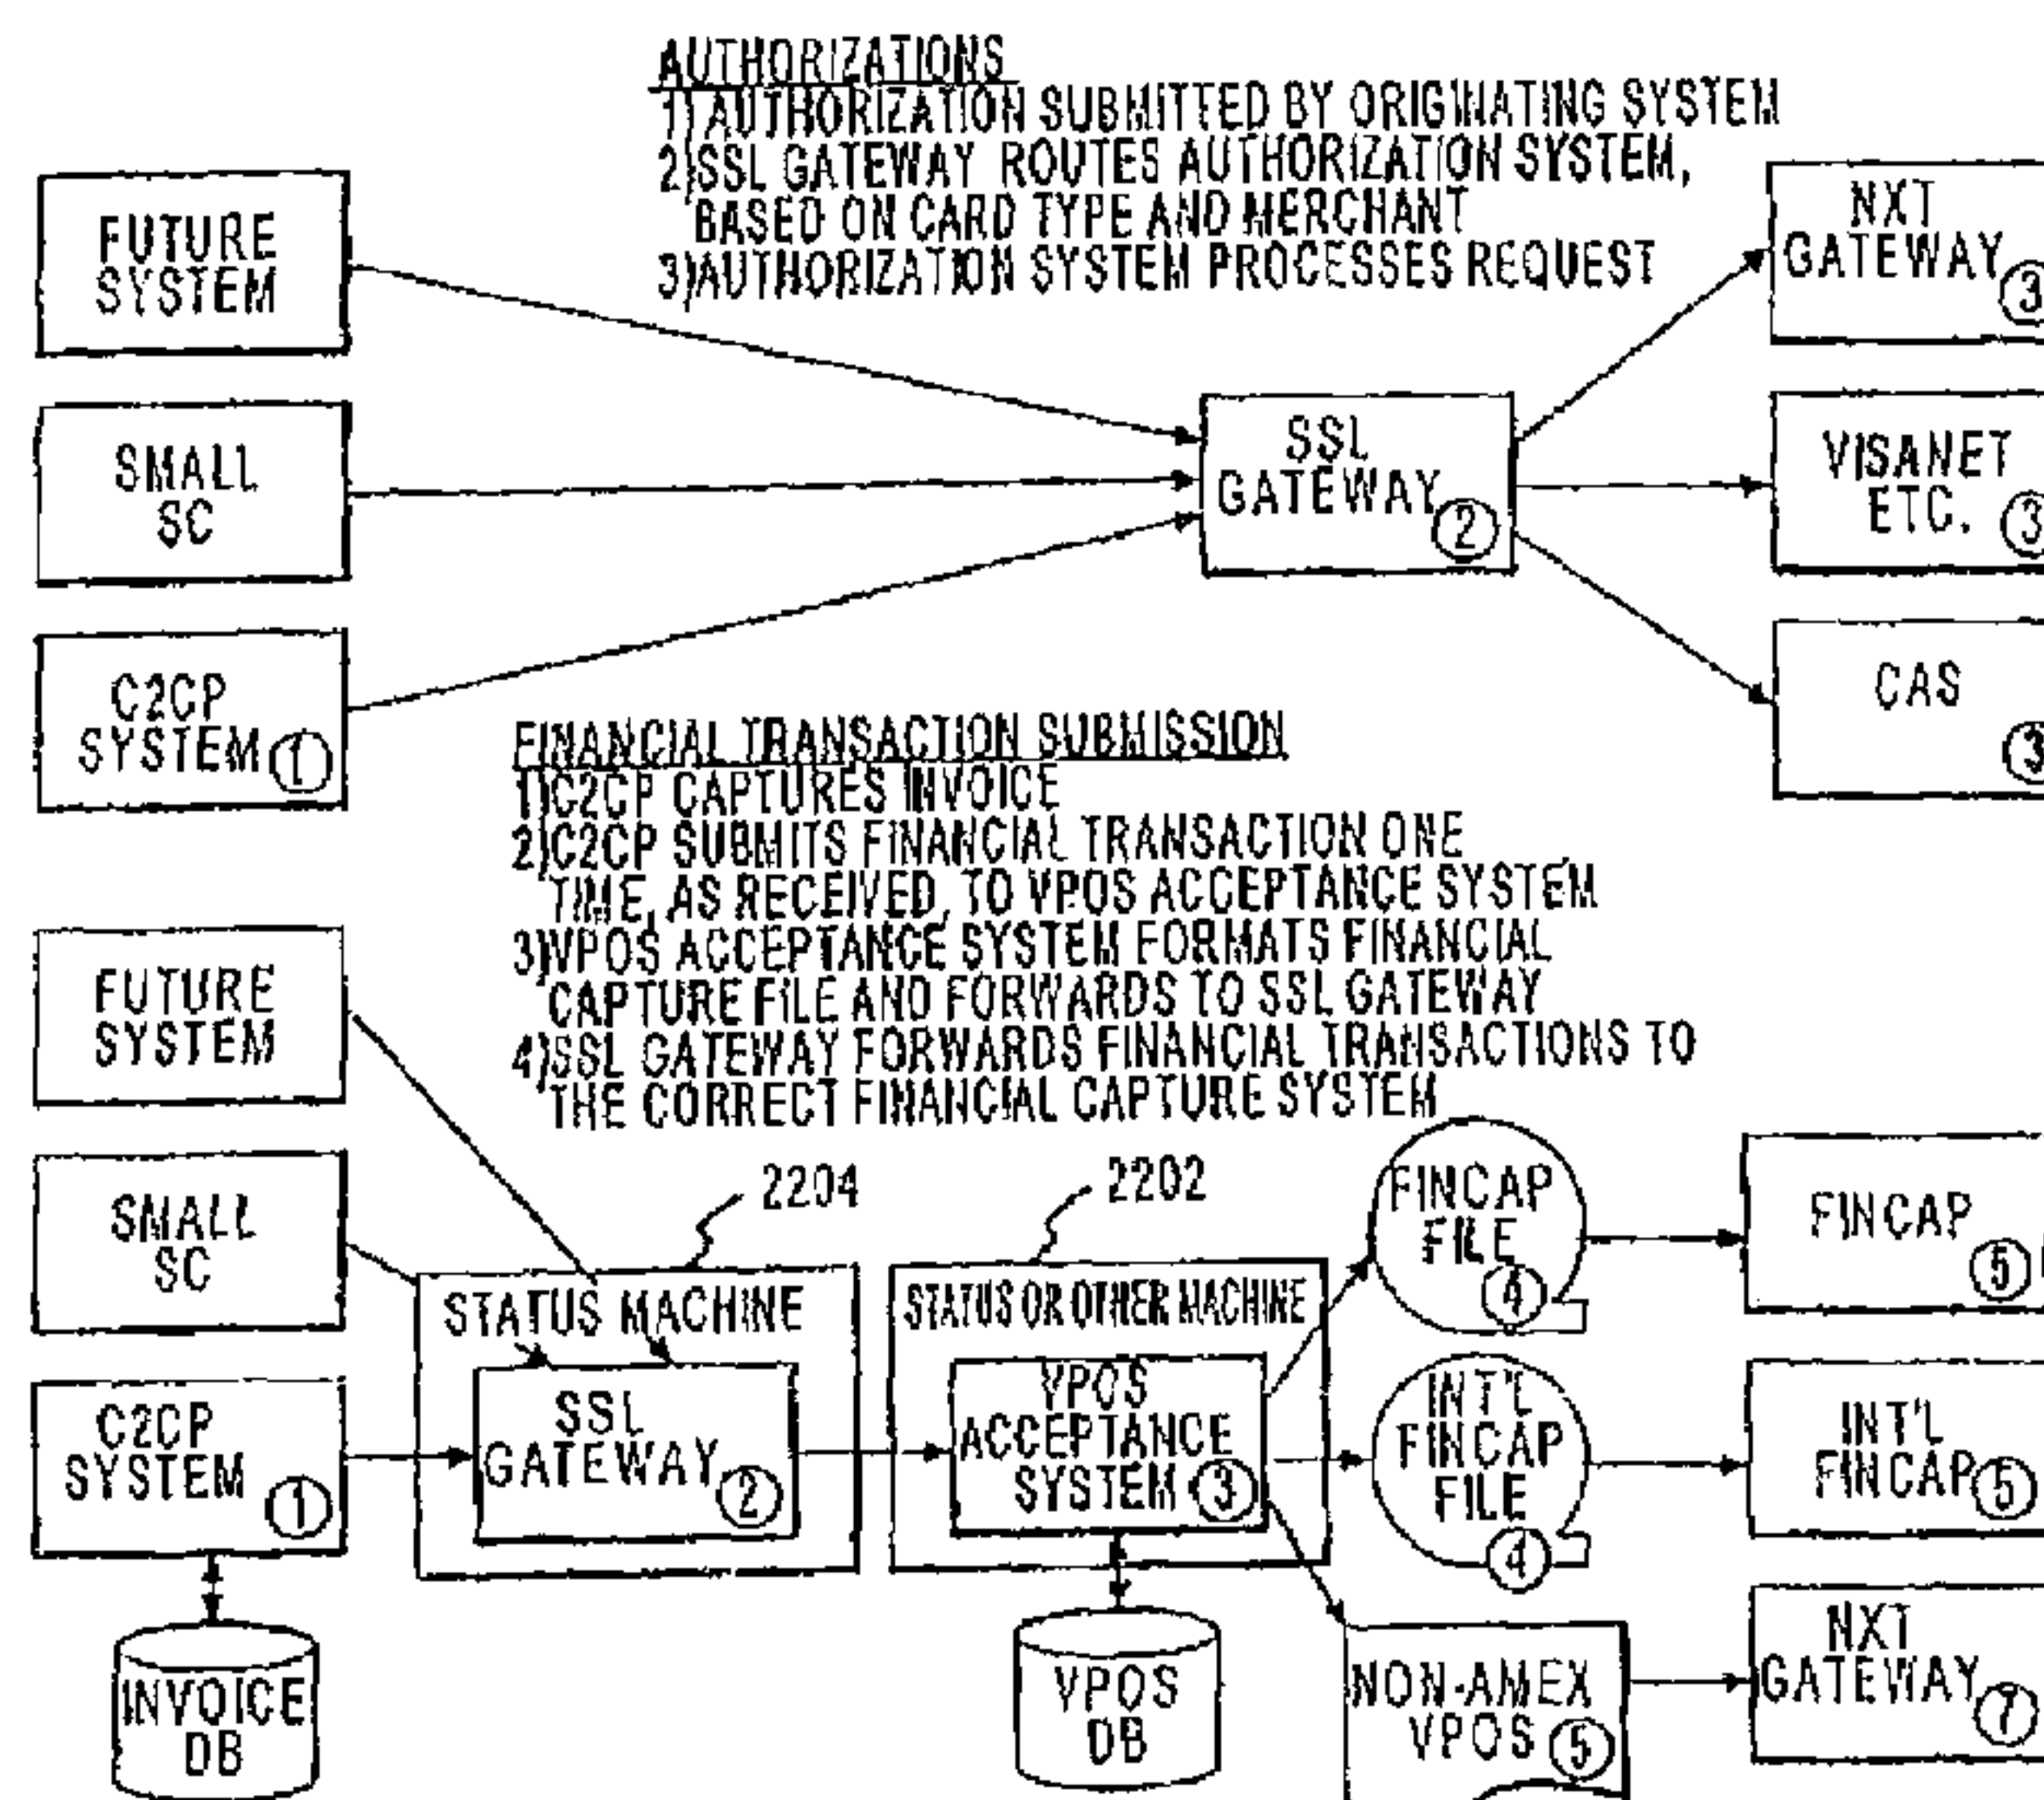 AUTHORIZATIONS
1)AUTHORIZATION SUBMITTED BY ORIGINATING SYSTEM
2)SSL GATEWAY ROUTES AUTHORIZATION SYSTEM,
BASED ON CARD TYPE AND MERCHANT
3)AUTHORIZATION SYSTEM PROCESSES REQUEST
FUTURE
SYSTEM
SMALL
SC
C2CP
SYSTEM 1
SSL
GATEWAY 2
NXT
GATEWAY 3
VISANET
ETC. 3
CAS
3
FINANCIAL TRANSACTION SUBMISSION
1)C2CP CAPTURES INVOICE
2)C2CP SUBMITS FINANCIAL TRANSACTION ONE
TIME, AS RECEIVED, TO VPOS ACCEPTANCE SYSTEM
3)VPOS ACCEPTANCE SYSTEM FORMATS FINANCIAL
CAPTURE FILE AND FORWARDS TO SSL GATEWAY
4)SSL GATEWAY FORWARDS FINANCIAL TRANSACTIONS TO
THE CORRECT FINANCIAL CAPTURE SYSTEM
FUTURE
SYSTEM
SMALL
SC
C2CP
SYSTEM
1
INVOICE
DB
2204
STATUS MACHINE
SSL
GATEWAY 2
2202
STATUS OR OTHER MACHINE
VPOS
ACCEPTANCE
SYSTEM 3
VPOS
DB
FINCAP
FILE
4
INT'L
FINCAP
FILE
4
NON-AMEX
VPOS 5
FINCAP
5
INT'L
FINCAP 5
NXT
GATEWAY 7